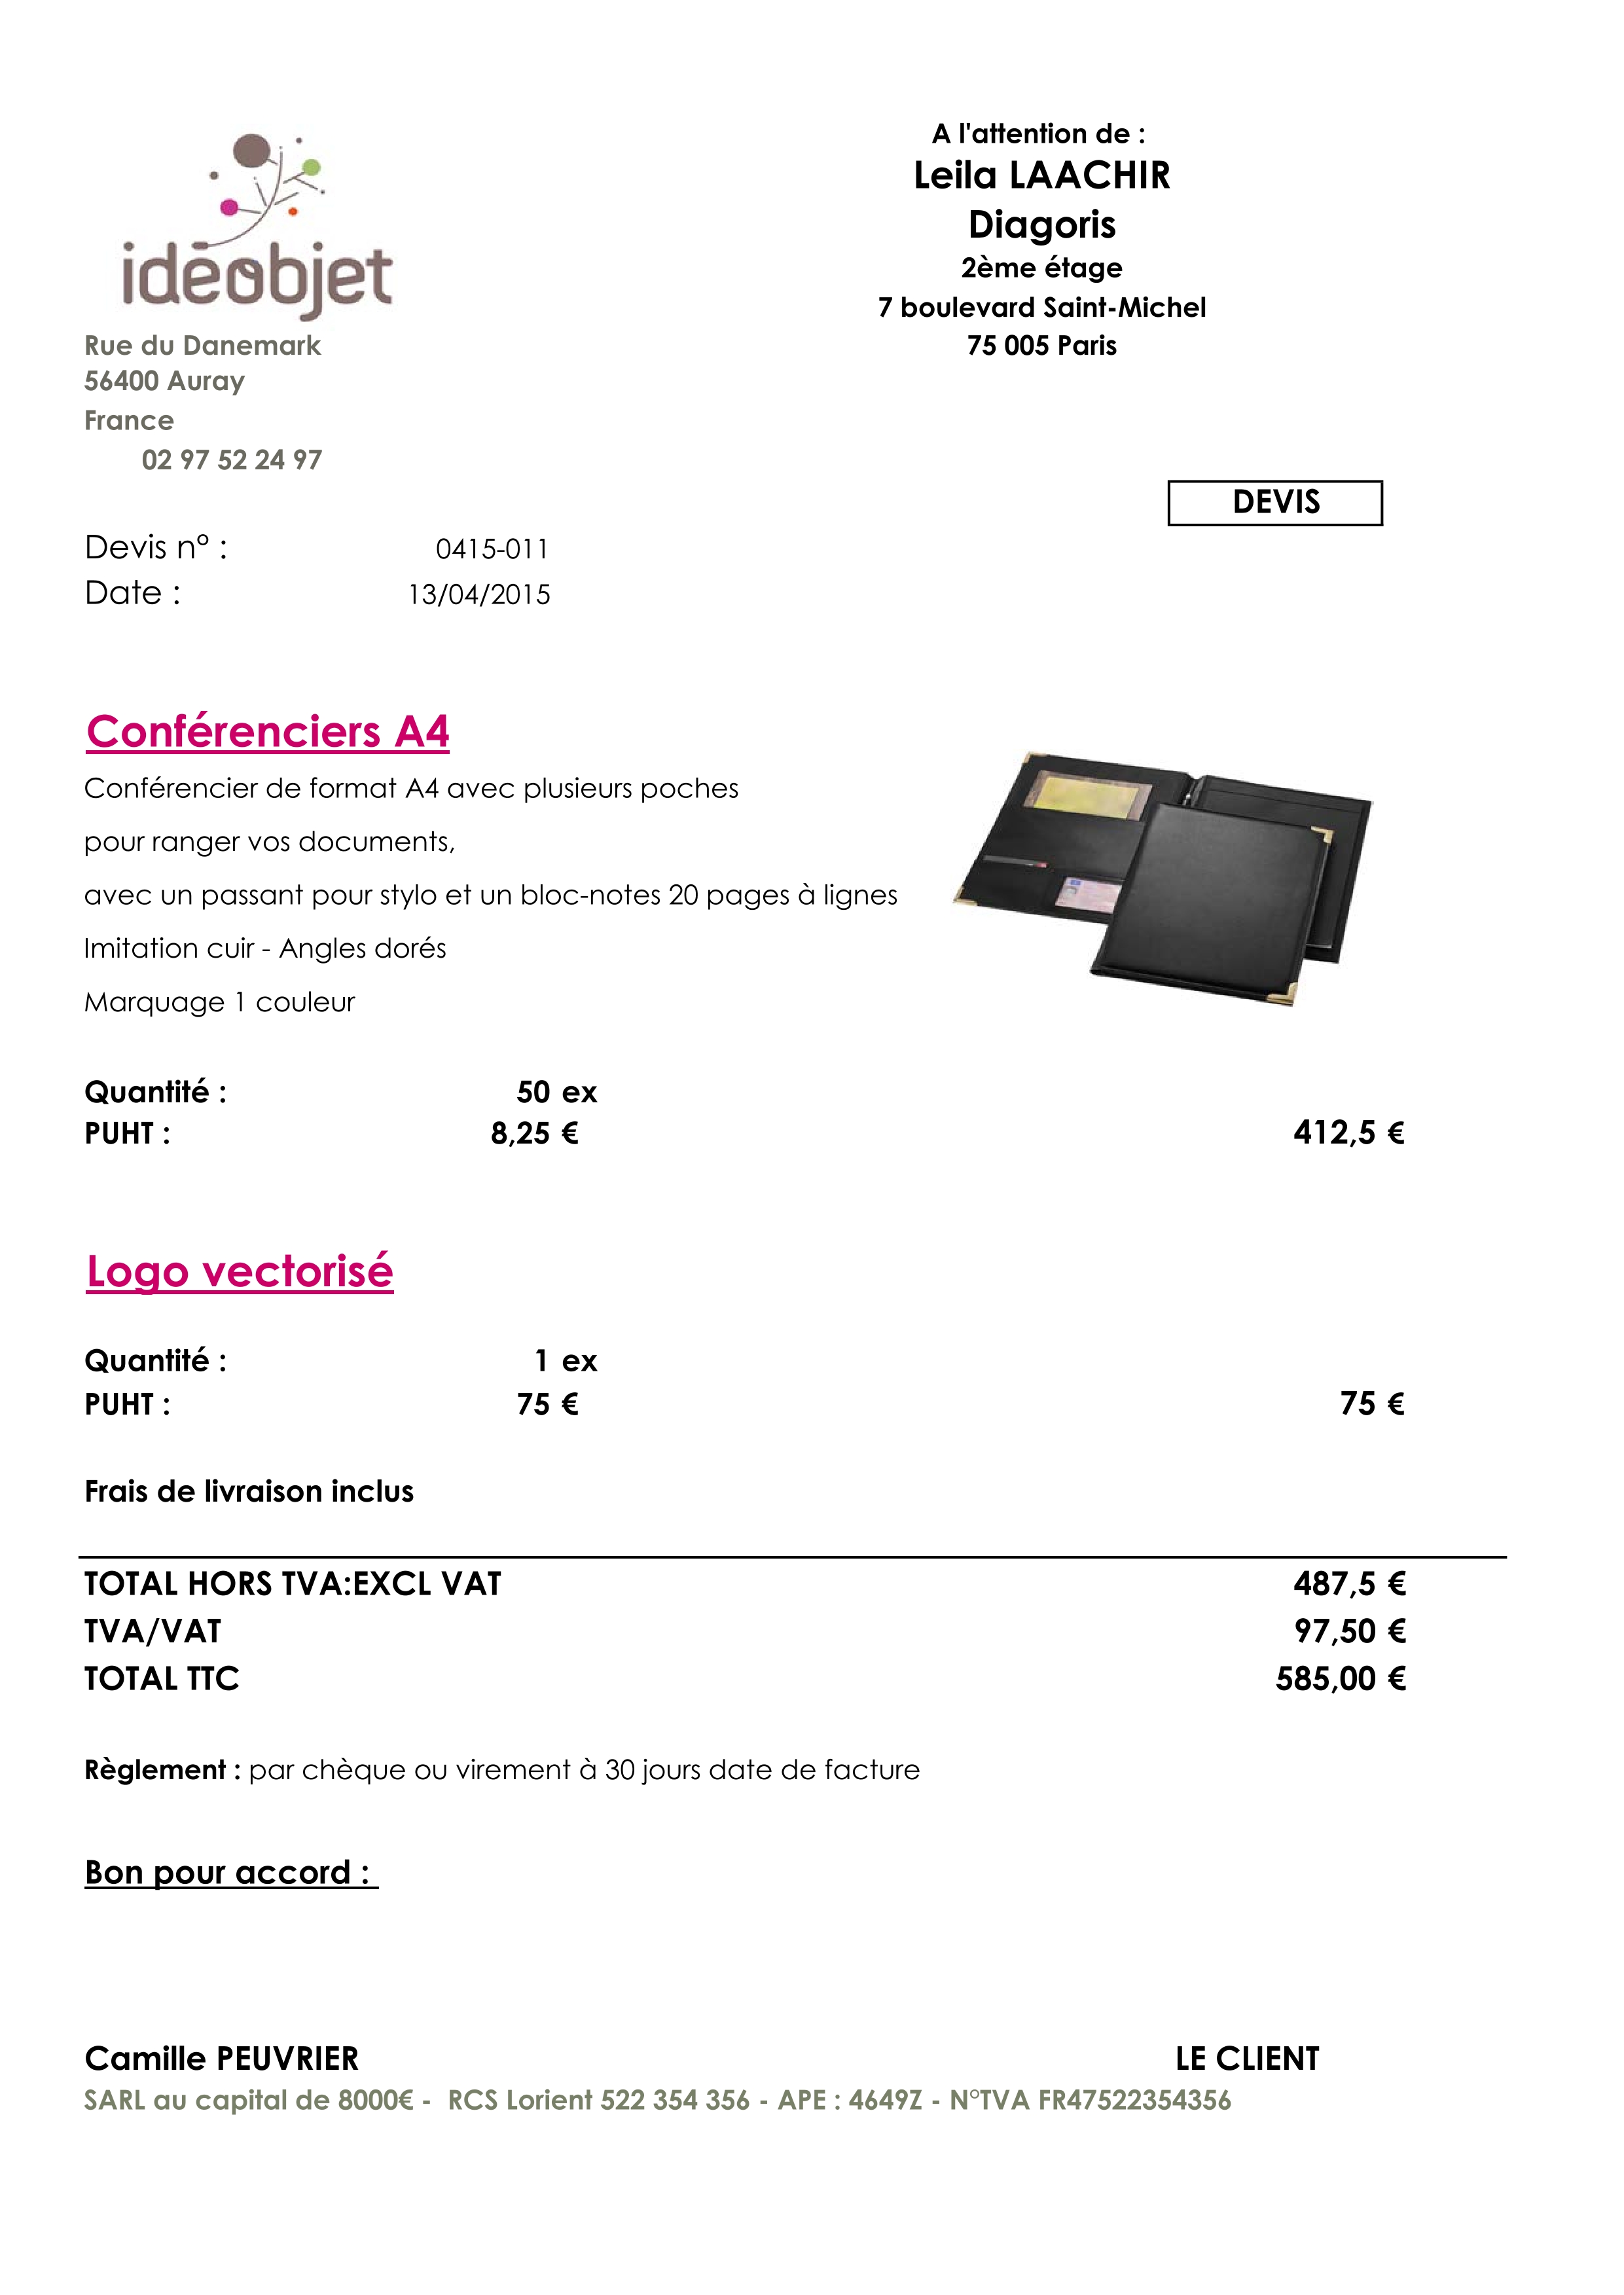 idéobjet
Rue du Danemark
56400 Auray
France
02 97 52 24 97
A l'attention de :
Leila LAACHIR
Diagoris
2ème étage
7 boulevard Saint-Michel
75 005 Paris
DEVIS
Devis n° : 0415-011
Date : 13/04/2015
Conférenciers A4
Conférencier de format A4 avec plusieurs poches
pour ranger vos documents,
avec un passant pour stylo et un bloc-notes 20 pages à lignes
Imitation cuir - Angles dorés
Marquage 1 couleur
Quantité : 50 ex
PUHT : 8,25 € 412,5 €
Logo vectorisé
Quantité : 1 ex
PUHT : 75 € 75 €
Frais de livraison inclus
TOTAL HORS TVA:EXCL VAT 487,5 €
TVA/VAT 97,50 €
TOTAL TTC 585,00 €
Règlement : par chèque ou virement à 30 jours date de facture
Bon pour accord :
Camille PEUVRIER LE CLIENT
SARL au capital de 8000€ - RCS Lorient 522 354 356 - APE : 4649Z - N°TVA FR47522354356